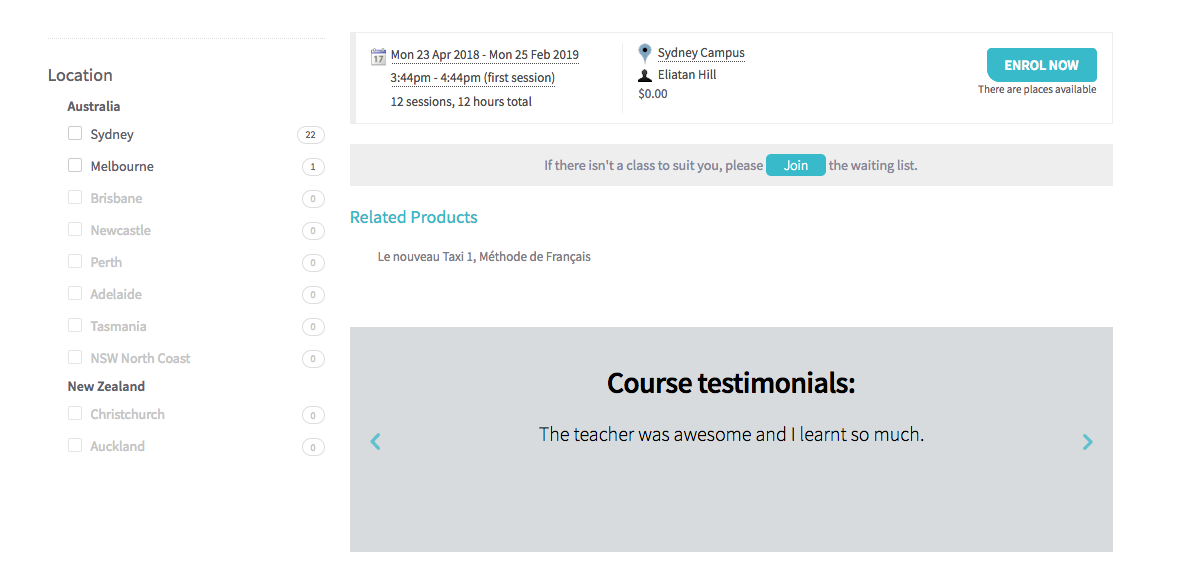 Location
Australia
Sydney 22
Melbourne 1
Brisbane 0
Newcastle 0
Perth 0
Adelaide 0
Tasmania 0
NSW North Coast 0
New Zealand
Christchurch 0
Auckland 0
17
Mon 23 Apr 2018 - Mon 25 Feb 2019
3:44pm - 4:44pm (first session)
12 sessions, 12 hours total
Sydney Campus
Eliatan Hill
$0.00
ENROL NOW
There are places available
If there isn't a class to suit you, please Join the waiting list.
Related Products
Le nouveau Taxi 1, Méthode de Français
Course testimonials:
The teacher was awesome and I learnt so much.